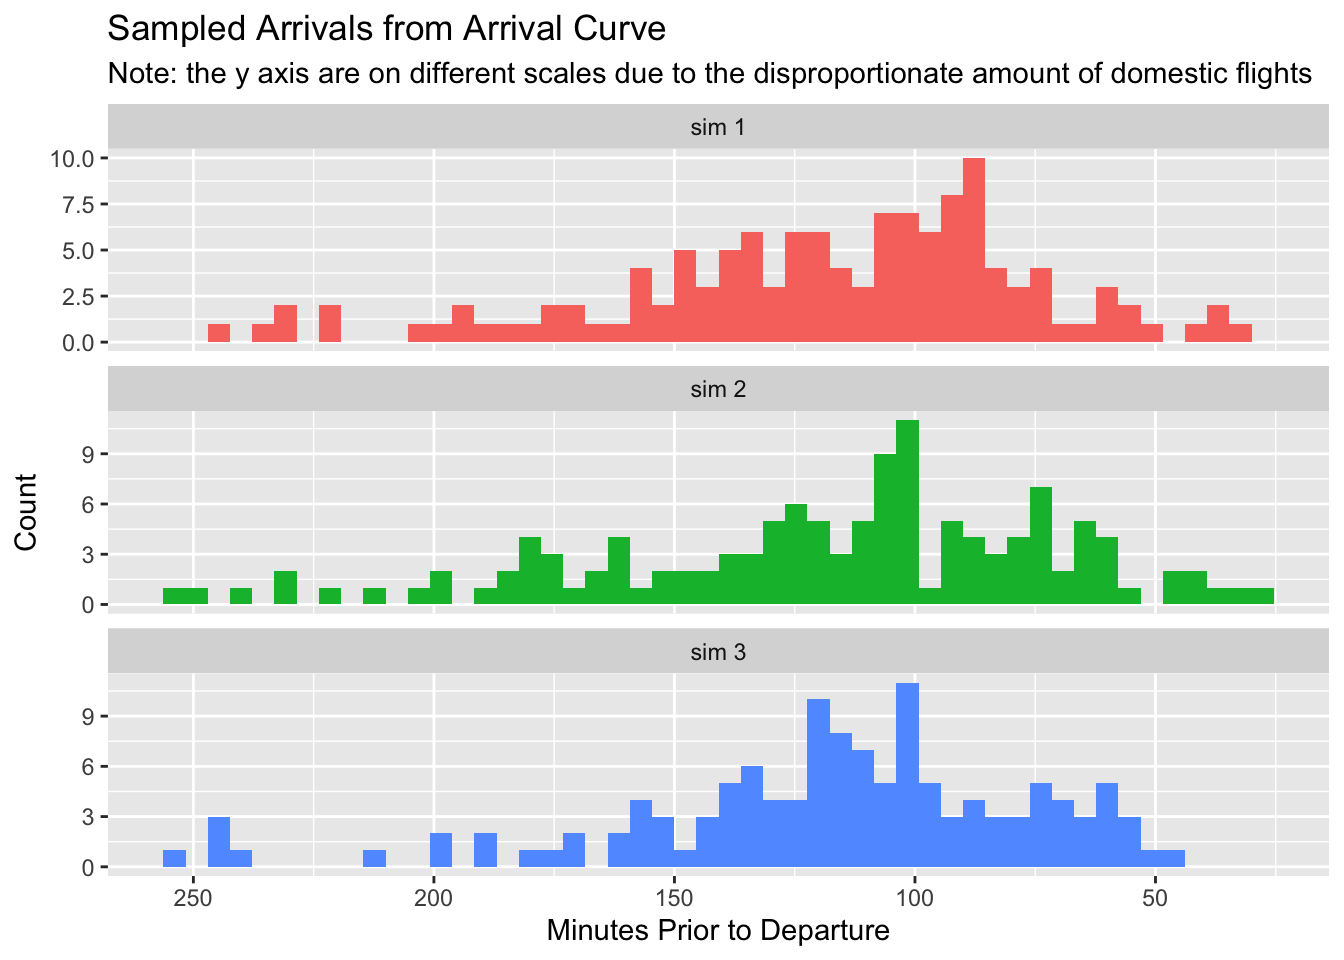 Sampled Arrivals from Arrival Curve
Note: the y axis are on different scales due to the disproportionate amount of domestic flights
sim 1
10.0
7.5
5.0
2.5
0.0
sim 2
9
6
3
0
Count
sim 3
9
6
3
0
250 200 150 100 50
Minutes Prior to Departure